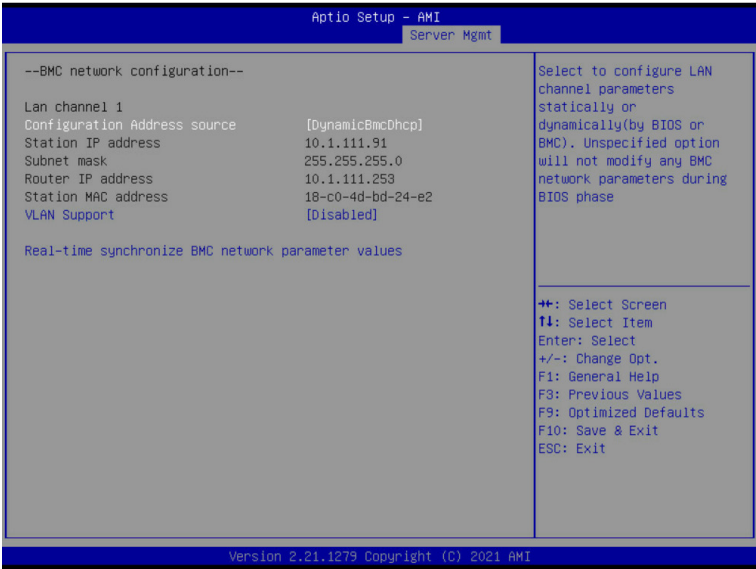 Aptio Setup - AMI
Server Mgmt
--BMC network configuration--
Lan channel 1
Configuration Address source [DynamicBmcDhcp]
Station IP address 10.1.111.91
Subnet mask 255.255.255.0
Router IP address 10.1.111.253
Station MAC address 18-c0-4d-bd-24-e2
VLAN Support [Disabled]
Real-time synchronize BMC network parameter values
Select to configure LAN
channel parameters
statically or
dynamically(by BIOS or
BMC). Unspecified option
will not modify any BMC
network parameters during
BIOS phase
→←: Select Screen
↑↓: Select Item
Enter: Select
+/-: Change Opt.
F1: General Help
F3: Previous Values
F9: Optimized Defaults
F10: Save & Exit
ESC: Exit
Version 2.21.1279 Copyright (C) 2021 AMI